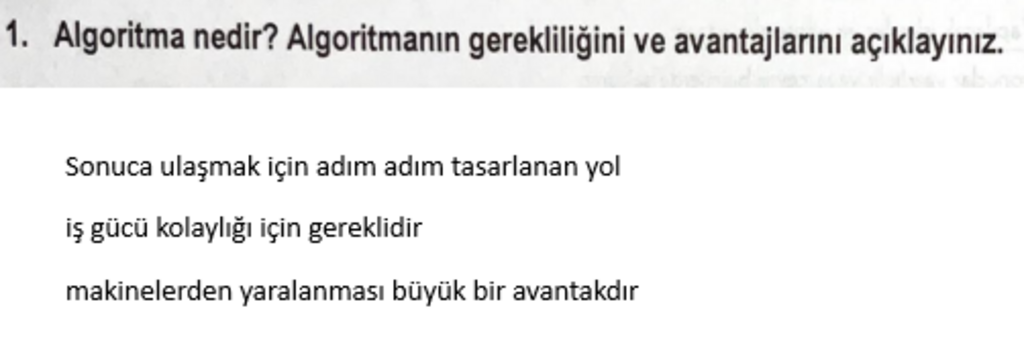 1. Algoritma nedir? Algoritmanın gerekliliğini ve avantajlarını açıklayınız.
Sonuca ulaşmak için adım adım tasarlanan yol
iş gücü kolaylığı için gereklidir
makinelerden yaralanması büyük bir avantakdır